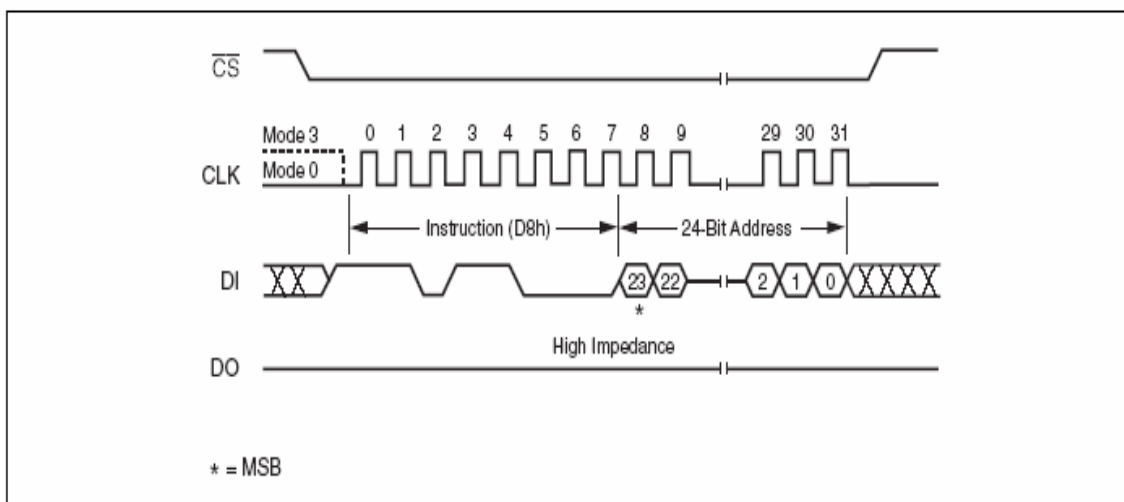 CS
Mode 3
0 1 2 3 4 5 6 7 8 9 29 30 31
CLK
Mode 0
Instruction (D8h)
24-Bit Address
DI
23 22 2 1 0
*
High Impedance
DO
* = MSB